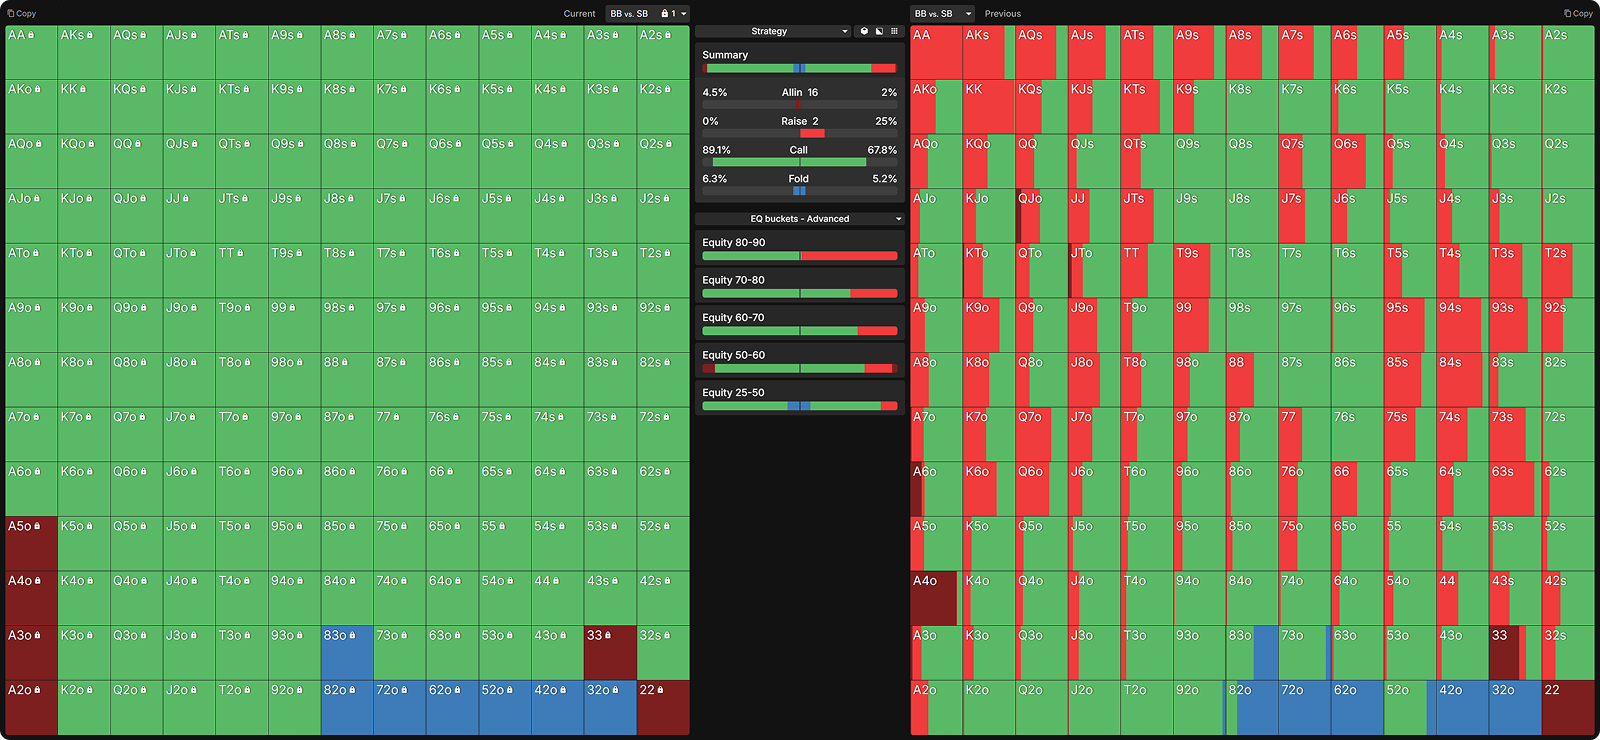 Copy Current BB vs. SB 1 BB vs. SB Previous Copy
Strategy
Summary
4.5% Allin 16 2%
0% Raise 2 25%
89.1% Call 67.8%
6.3% Fold 5.2%
EQ buckets - Advanced
Equity 80-90
Equity 70-80
Equity 60-70
Equity 50-60
Equity 25-50
AA AKs AQs AJs ATs A9s A8s A7s A6s A5s A4s A3s A2s
AKo KK KQs KJs KTs K9s K8s K7s K6s K5s K4s K3s K2s
AQo KQo QQ QJs QTs Q9s Q8s Q7s Q6s Q5s Q4s Q3s Q2s
AJo KJo QJo JJ JTs J9s J8s J7s J6s J5s J4s J3s J2s
ATo KTo QTo JTo TT T9s T8s T7s T6s T5s T4s T3s T2s
A9o K9o Q9o J9o T9o 99 98s 97s 96s 95s 94s 93s 92s
A8o K8o Q8o J8o T8o 98o 88 87s 86s 85s 84s 83s 82s
A7o K7o Q7o J7o T7o 97o 87o 77 76s 75s 74s 73s 72s
A6o K6o Q6o J6o T6o 96o 86o 76o 66 65s 64s 63s 62s
A5o K5o Q5o J5o T5o 95o 85o 75o 65o 55 54s 53s 52s
A4o K4o Q4o J4o T4o 94o 84o 74o 64o 54o 44 43s 42s
A3o K3o Q3o J3o T3o 93o 83o 73o 63o 53o 43o 33 32s
A2o K2o Q2o J2o T2o 92o 82o 72o 62o 52o 42o 32o 22
AA AKs AQs AJs ATs A9s A8s A7s A6s A5s A4s A3s A2s
AKo KK KQs KJs KTs K9s K8s K7s K6s K5s K4s K3s K2s
AQo KQo QQ QJs QTs Q9s Q8s Q7s Q6s Q5s Q4s Q3s Q2s
AJo KJo QJo JJ JTs J9s J8s J7s J6s J5s J4s J3s J2s
ATo KTo QTo JTo TT T9s T8s T7s T6s T5s T4s T3s T2s
A9o K9o Q9o J9o T9o 99 98s 97s 96s 95s 94s 93s 92s
A8o K8o Q8o J8o T8o 98o 88 87s 86s 85s 84s 83s 82s
A7o K7o Q7o J7o T7o 97o 87o 77 76s 75s 74s 73s 72s
A6o K6o Q6o J6o T6o 96o 86o 76o 66 65s 64s 63s 62s
A5o K5o Q5o J5o T5o 95o 85o 75o 65o 55 54s 53s 52s
A4o K4o Q4o J4o T4o 94o 84o 74o 64o 54o 44 43s 42s
A3o K3o Q3o J3o T3o 93o 83o 73o 63o 53o 43o 33 32s
A2o K2o Q2o J2o T2o 92o 82o 72o 62o 52o 42o 32o 22